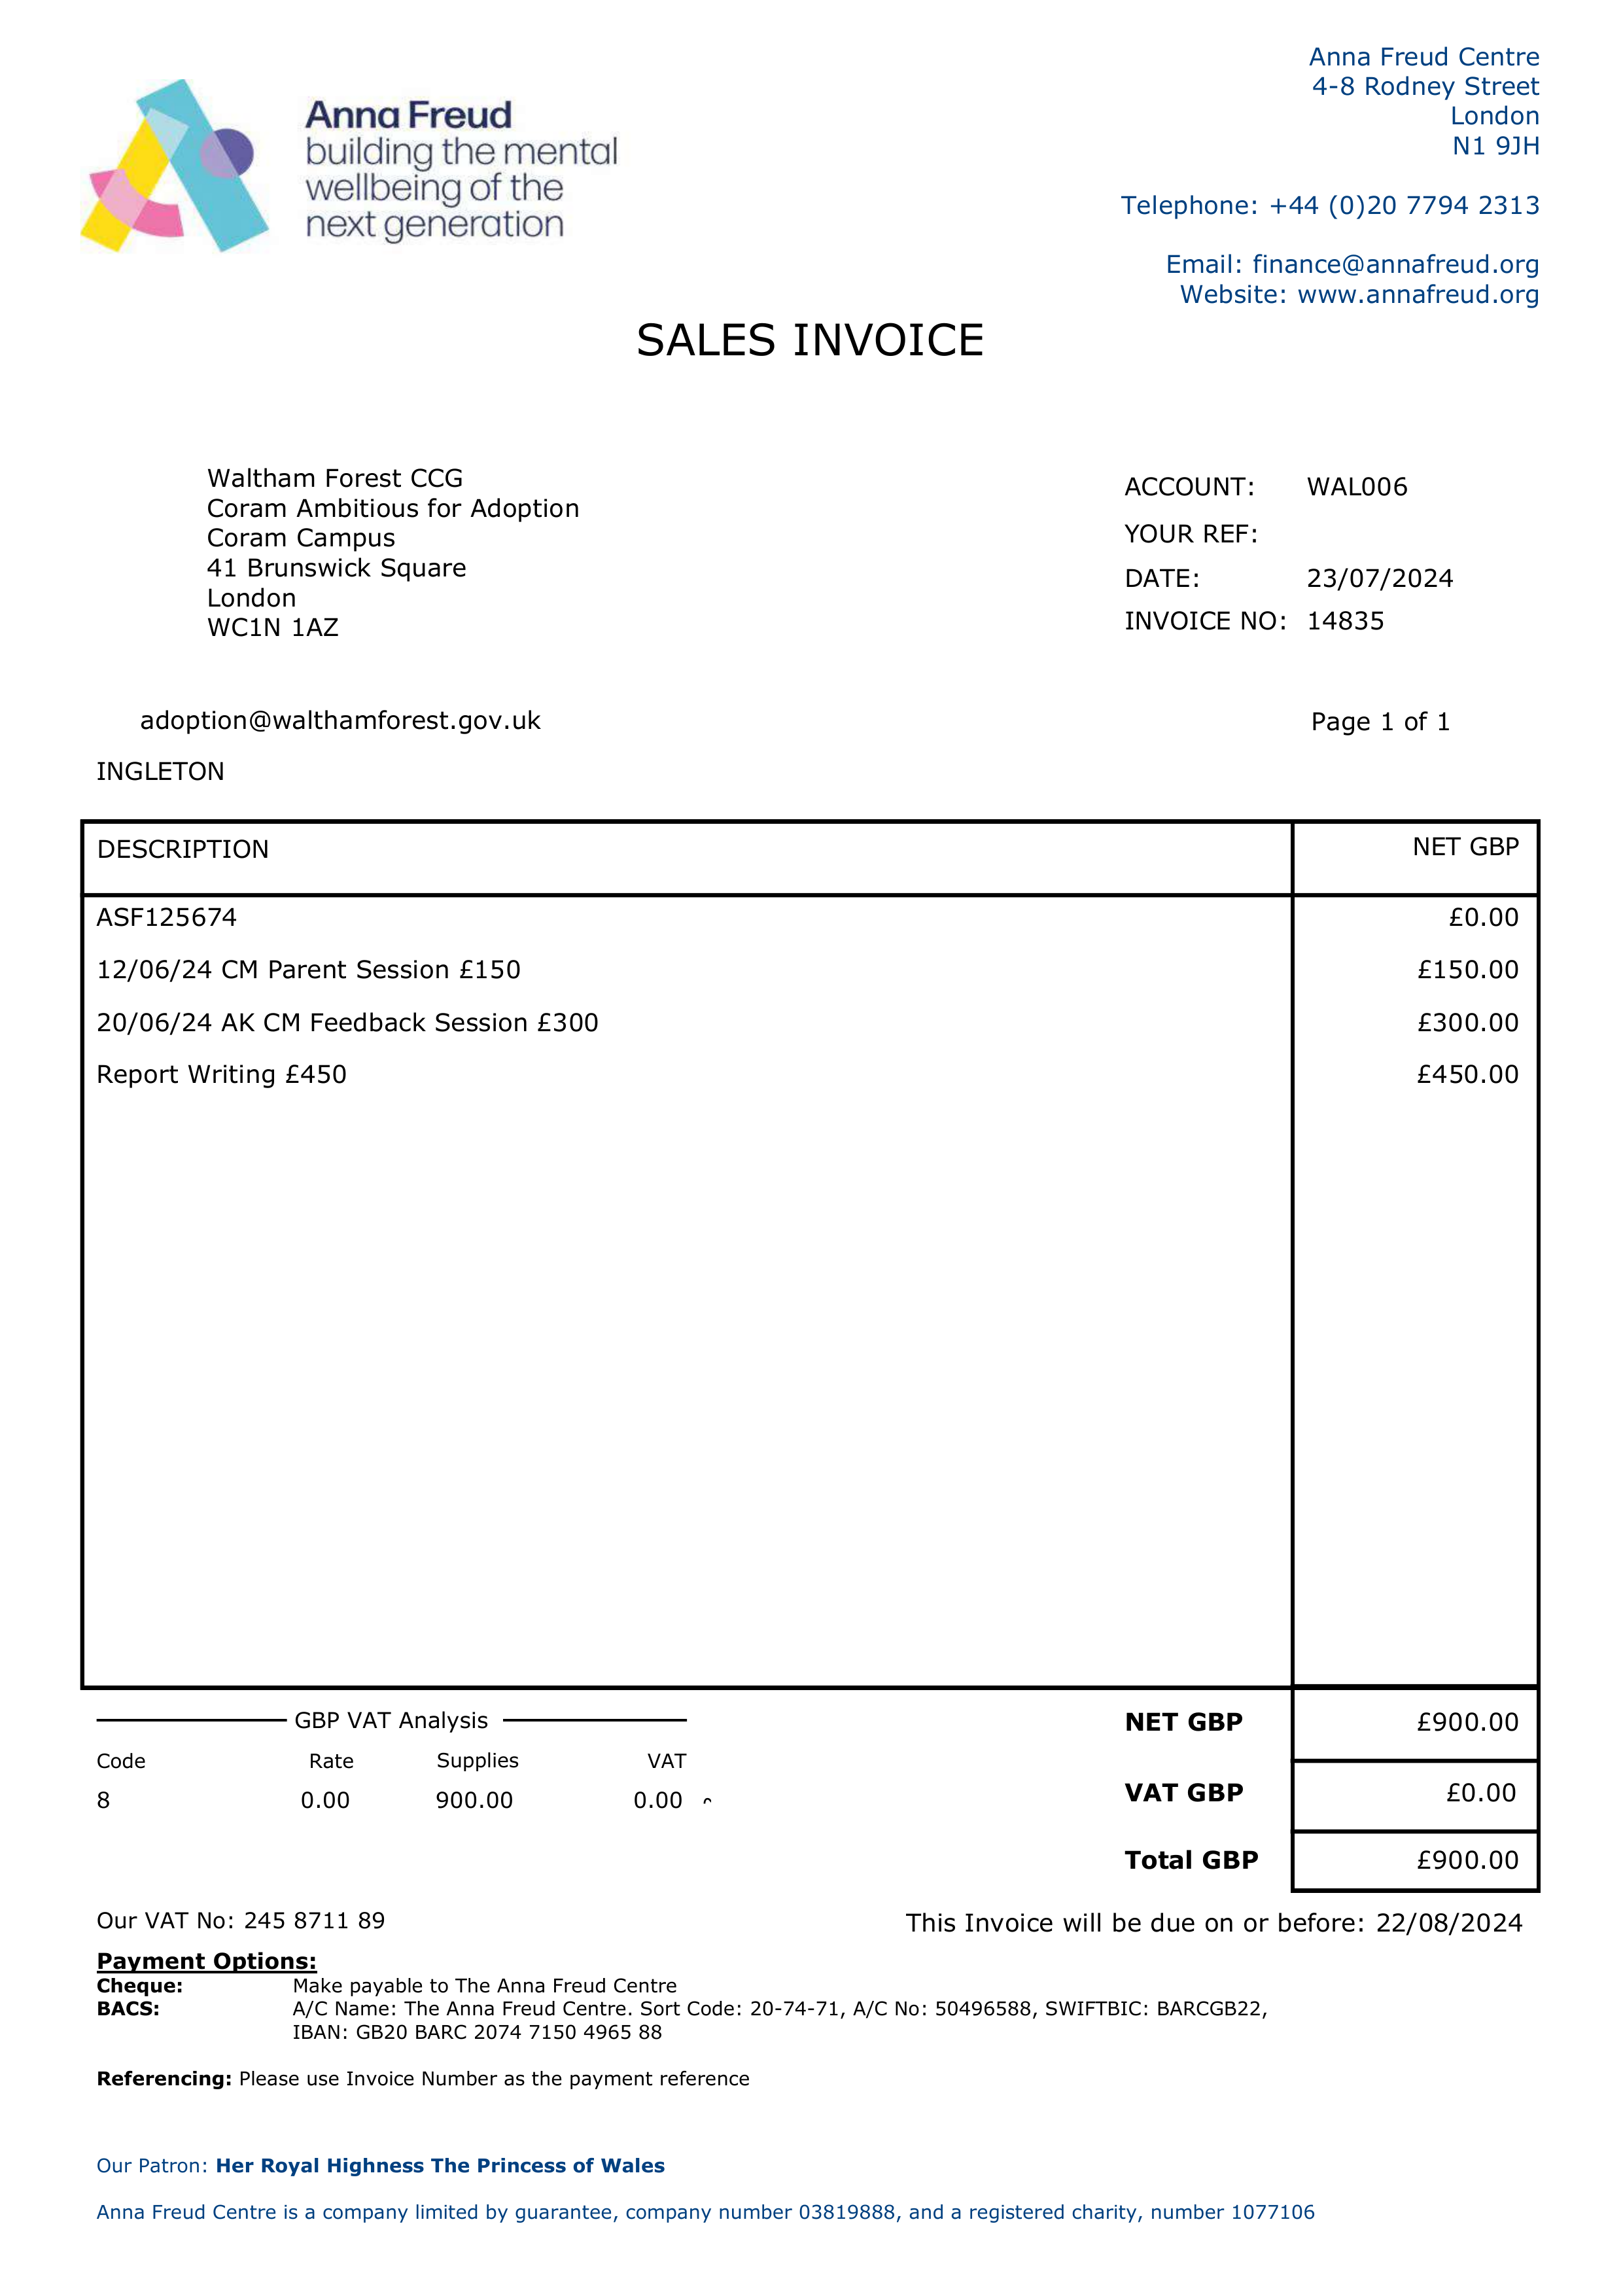 Anna Freud
building the mental
wellbeing of the
next generation
Anna Freud Centre
4-8 Rodney Street
London
N1 9JH
Telephone: +44 (0)20 7794 2313
Email: finance@annafreud.org
Website: www.annafreud.org
SALES INVOICE
Waltham Forest CCG
Coram Ambitious for Adoption
Coram Campus
41 Brunswick Square
London
WC1N 1AZ
ACCOUNT: WAL006
YOUR REF:
DATE: 23/07/2024
INVOICE NO: 14835
adoption@walthamforest.gov.uk
Page 1 of 1
INGLETON
DESCRIPTION NET GBP
ASF125674 £0.00
12/06/24 CM Parent Session £150 £150.00
20/06/24 AK CM Feedback Session £300 £300.00
Report Writing £450 £450.00
GBP VAT Analysis
Code Rate Supplies VAT
8 0.00 900.00 0.00
NET GBP £900.00
VAT GBP £0.00
Total GBP £900.00
Our VAT No: 245 8711 89
This Invoice will be due on or before: 22/08/2024
Payment Options:
Cheque: Make payable to The Anna Freud Centre
BACS: A/C Name: The Anna Freud Centre. Sort Code: 20-74-71, A/C No: 50496588, SWIFTBIC: BARCGB22,
IBAN: GB20 BARC 2074 7150 4965 88
Referencing: Please use Invoice Number as the payment reference
Our Patron: Her Royal Highness The Princess of Wales
Anna Freud Centre is a company limited by guarantee, company number 03819888, and a registered charity, number 1077106